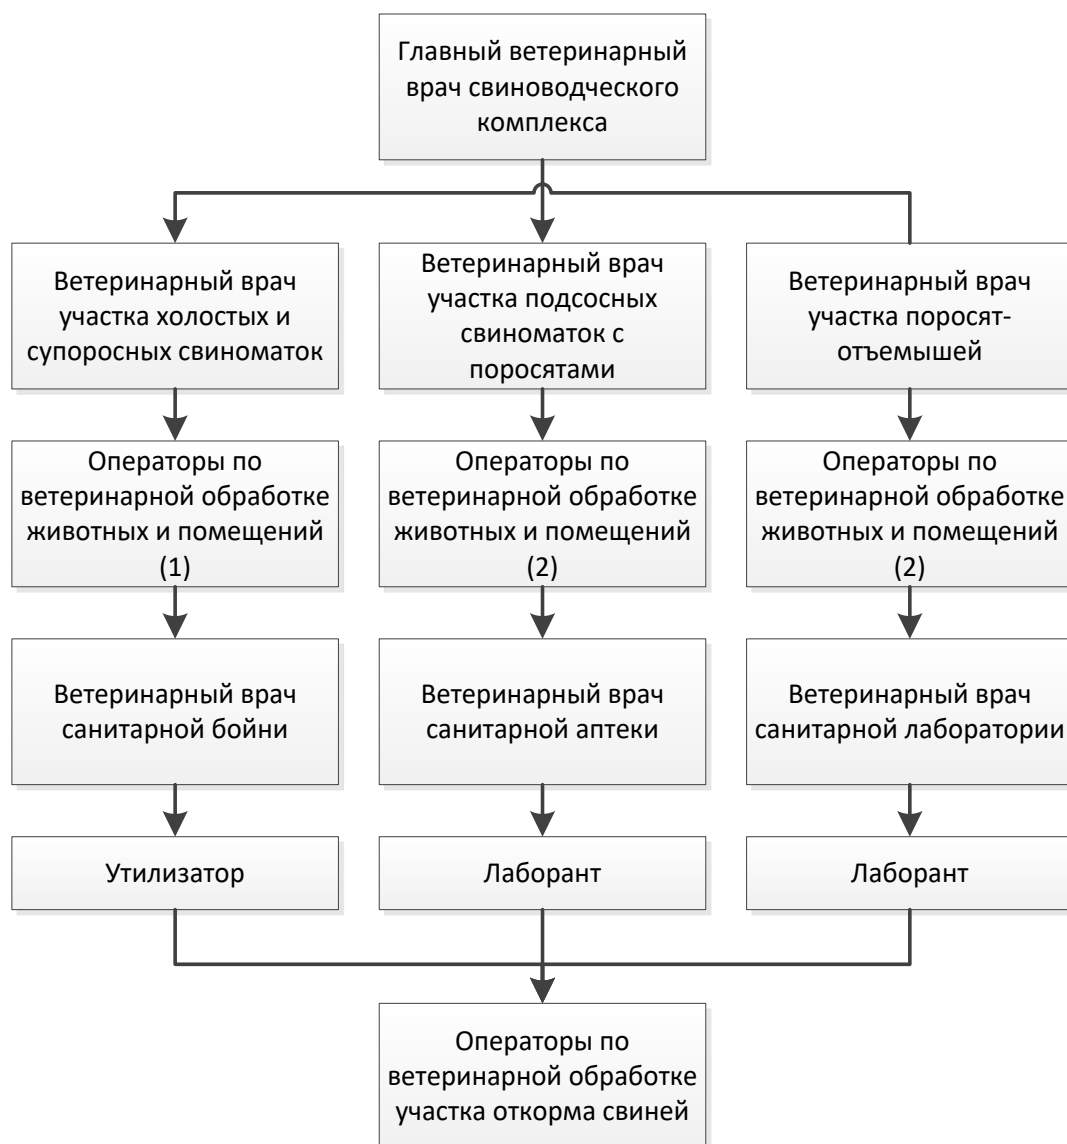 Главный ветеринарный
врач свиноводческого
комплекса
Ветеринарный врач
участка холостых и
супоросных свиноматок
Ветеринарный врач
участка подсосных
свиноматок с
поросятами
Ветеринарный врач
участка поросят-
отъемышей
Операторы по
ветеринарной обработке
животных и помещений
(1)
Операторы по
ветеринарной обработке
животных и помещений
(2)
Операторы по
ветеринарной обработке
животных и помещений
(2)
Ветеринарный врач
санитарной бойни
Ветеринарный врач
санитарной аптеки
Ветеринарный врач
санитарной лаборатории
Утилизатор
Лаборант
Лаборант
Операторы по
ветеринарной обработке
участка откорма свиней